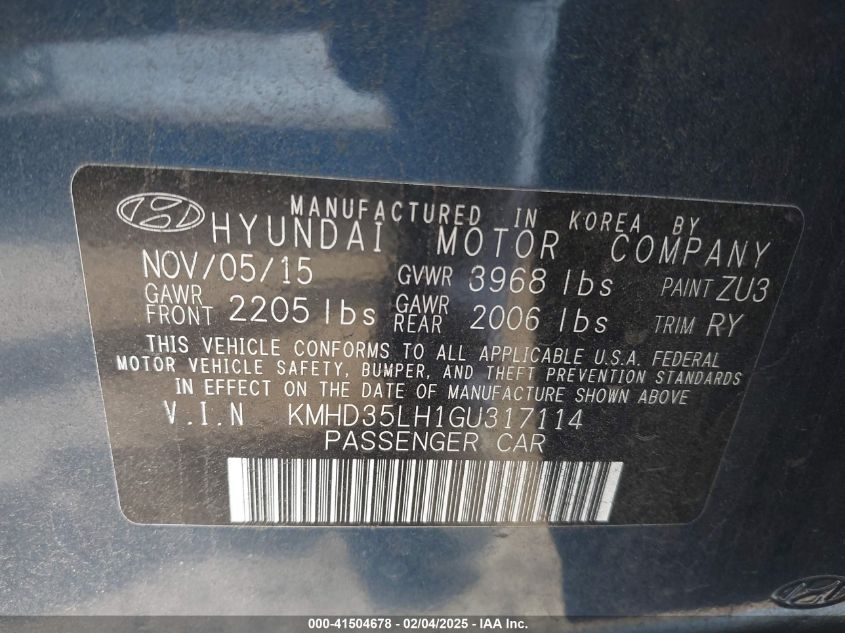 MANUFACTURED IN KOREA BY
HYUNDAI MOTOR COMPANY
NOV/05/15 GVWR 3968 lbs PAINT ZU3
GAWR FRONT 2205 lbs GAWR REAR 2006 lbs TRIM RY
THIS VEHICLE CONFORMS TO ALL APPLICABLE U.S.A. FEDERAL
MOTOR VEHICLE SAFETY, BUMPER, AND THEFT PREVENTION STANDARDS
IN EFFECT ON THE DATE OF MANUFACTURE SHOWN ABOVE
V.I.N KMHD35LH1GU317114
PASSENGER CAR
000-41504678 - 02/04/2025 - IAA Inc.